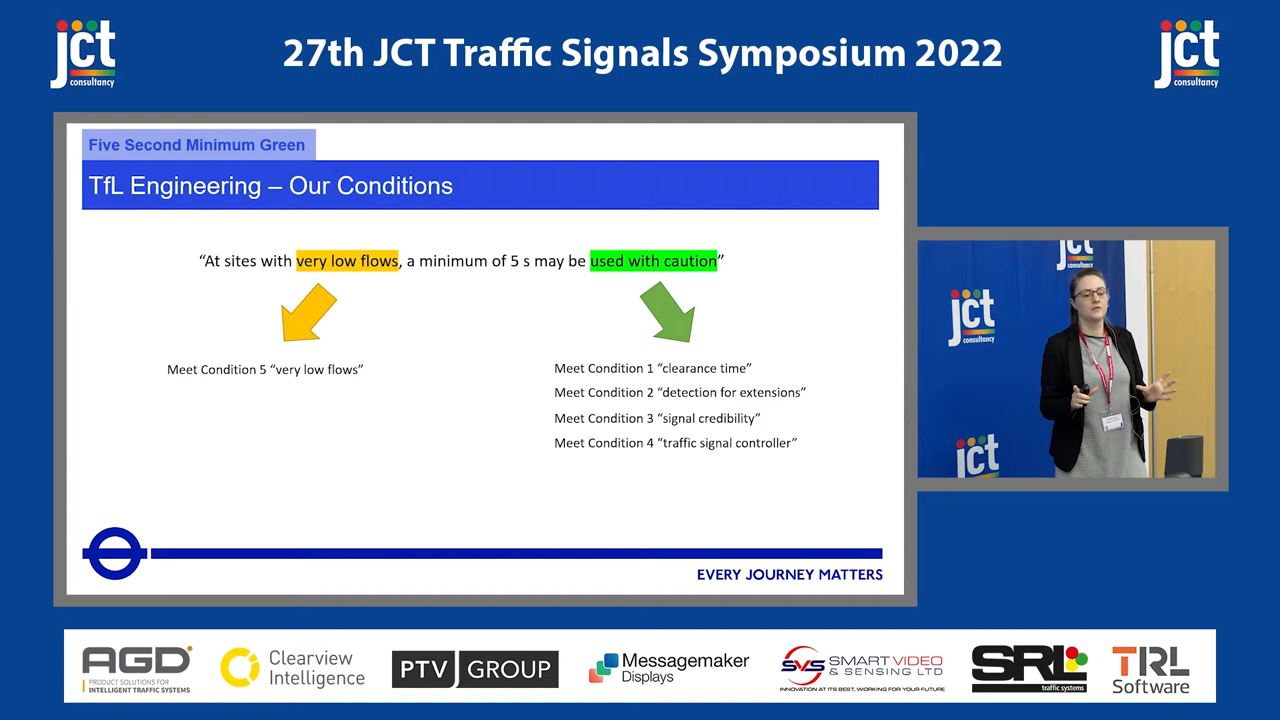 jct
consultancy
27th JCT Traffic Signals Symposium 2022
jct
consultancy
Five Second Minimum Green
TfL Engineering – Our Conditions
“At sites with very low flows, a minimum of 5 s may be used with caution”
Meet Condition 5 “very low flows”
Meet Condition 1 “clearance time”
Meet Condition 2 “detection for extensions”
Meet Condition 3 “signal credibility”
Meet Condition 4 “traffic signal controller”
EVERY JOURNEY MATTERS
jct
consultancy
jct
consultancy
jct
consultancy
AGD
PRODUCT SOLUTIONS FOR
INTELLIGENT TRAFFIC SYSTEMS
Clearview
Intelligence
PTV GROUP
Messagemaker
Displays
SVS SMART VIDEO
& SENSING LTD
INNOVATION AT ITS BEST, WORKING FOR YOUR FUTURE
SRL
traffic systems
TRL
Software